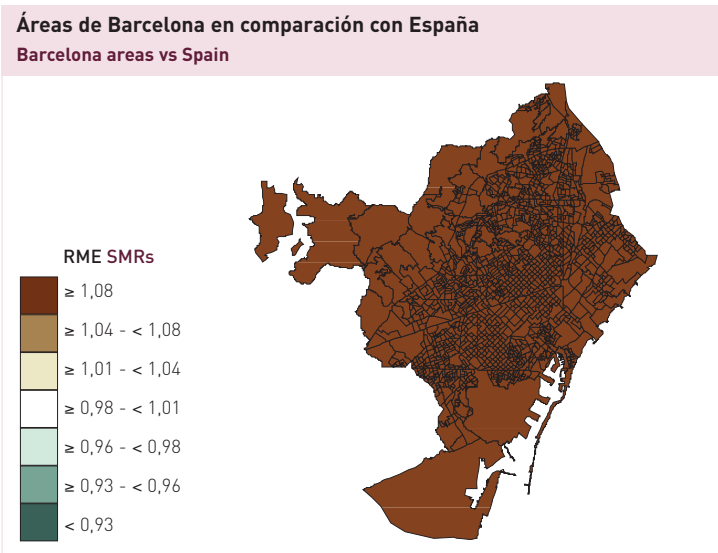 Áreas de Barcelona en comparación con España
Barcelona areas vs Spain
RME SMRs
≥ 1,08
≥ 1,04 - < 1,08
≥ 1,01 - < 1,04
≥ 0,98 - < 1,01
≥ 0,96 - < 0,98
≥ 0,93 - < 0,96
< 0,93